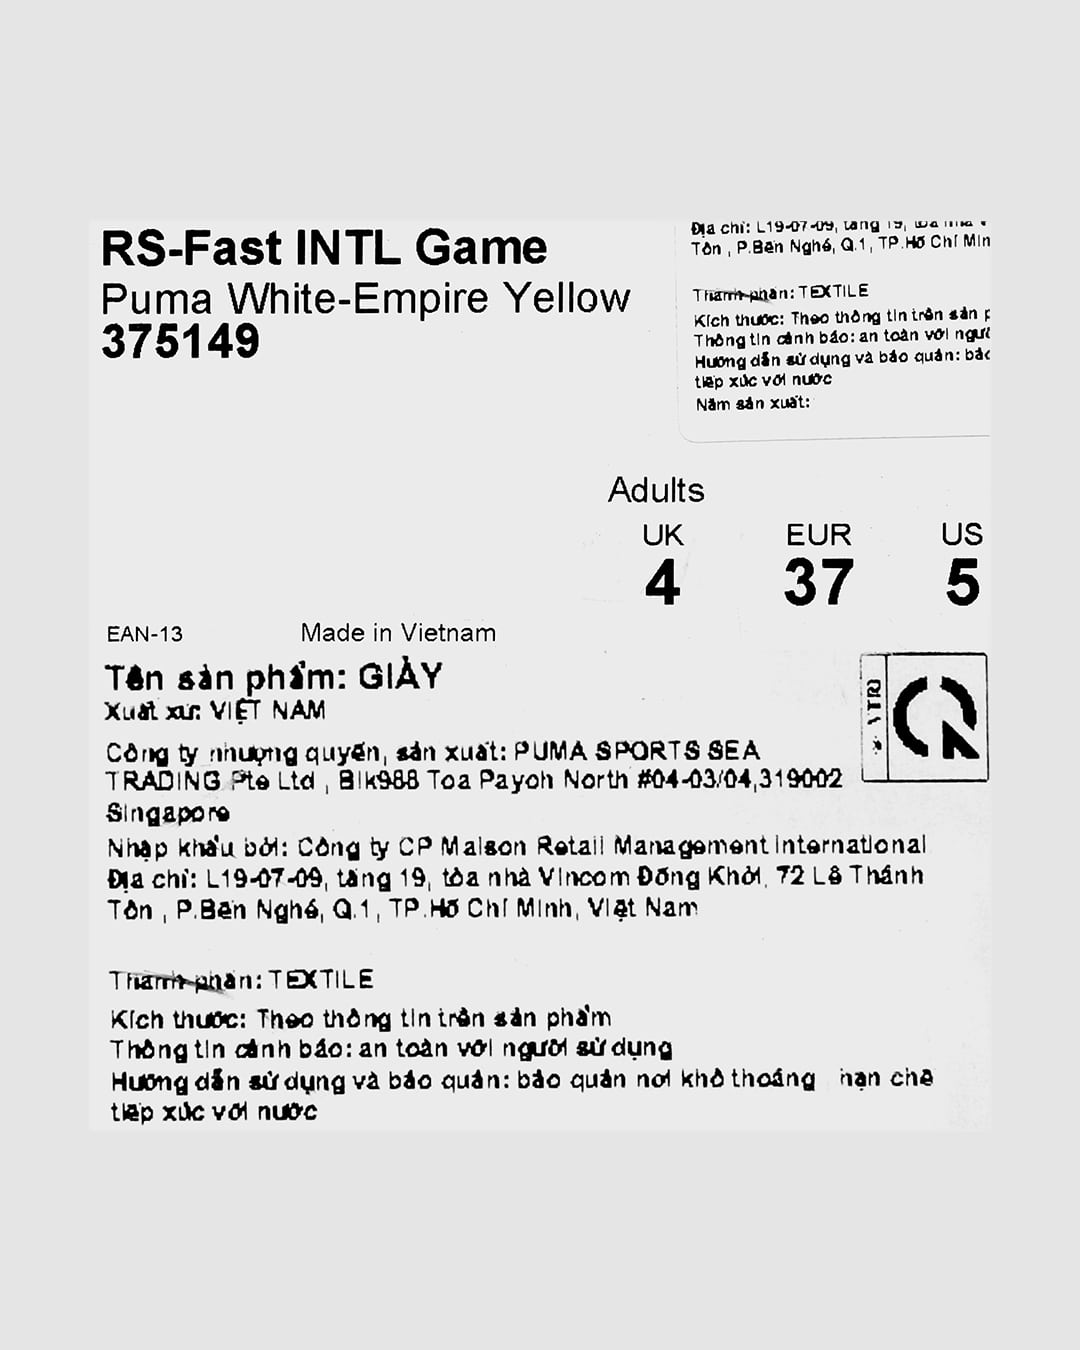 RS-Fast INTL Game
Puma White-Empire Yellow
375149
Địa chỉ: L19-07-09, tầng 19, tòa nhà V
Tôn , P.Bến Nghé, Q.1, TP.Hồ Chí Min
Thành phần: TEXTILE
Kích thước: Theo thông tin trên sản p
Thông tin cảnh báo: an toàn với ngườ
Hướng dẫn sử dụng và bảo quản: bảo
tiếp xúc với nước
Năm sản xuất:
Adults
UK EUR US
4 37 5
EAN-13 Made in Vietnam
Tên sản phẩm: GIÀY
Xuất xứ: VIỆT NAM
Công ty nhượng quyền, sản xuất: PUMA SPORTS SEA
TRADING Pte Ltd , Blk988 Toa Payoh North #04-03/04,319002
Singapore
Nhập khẩu bởi: Công ty CP Maison Retail Management International
Địa chỉ: L19-07-09, tầng 19, tòa nhà Vincom Đồng Khởi, 72 Lê Thánh
Tôn , P.Bến Nghé, Q.1, TP.Hồ Chí Minh, Việt Nam
Thành phần: TEXTILE
Kích thước: Theo thông tin trên sản phẩm
Thông tin cảnh báo: an toàn với người sử dụng
Hướng dẫn sử dụng và bảo quản: bảo quản nơi khô thoáng hạn chế
tiếp xúc với nước